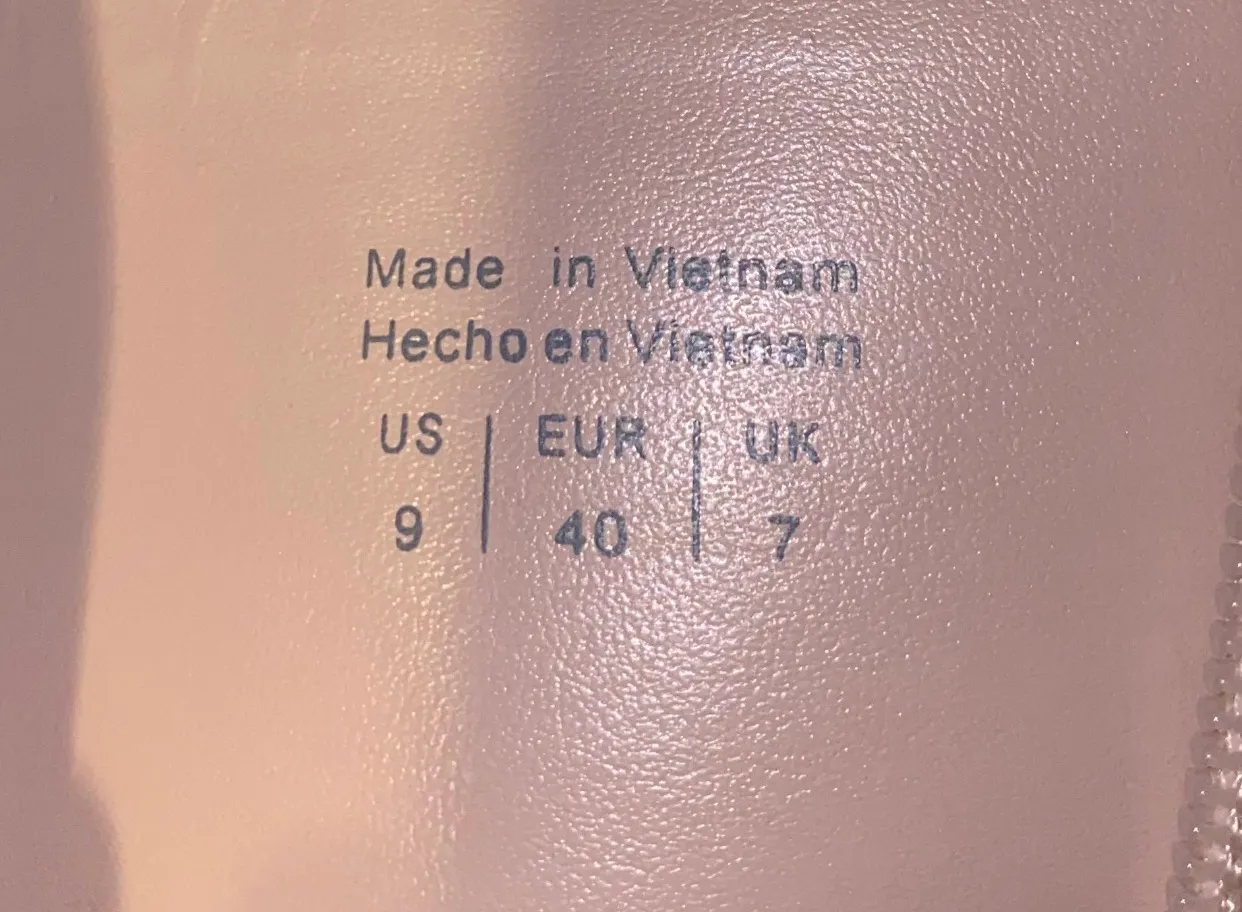 Made in Vietnam
Hecho en Vietnam
US | EUR | UK
9 | 40 | 7